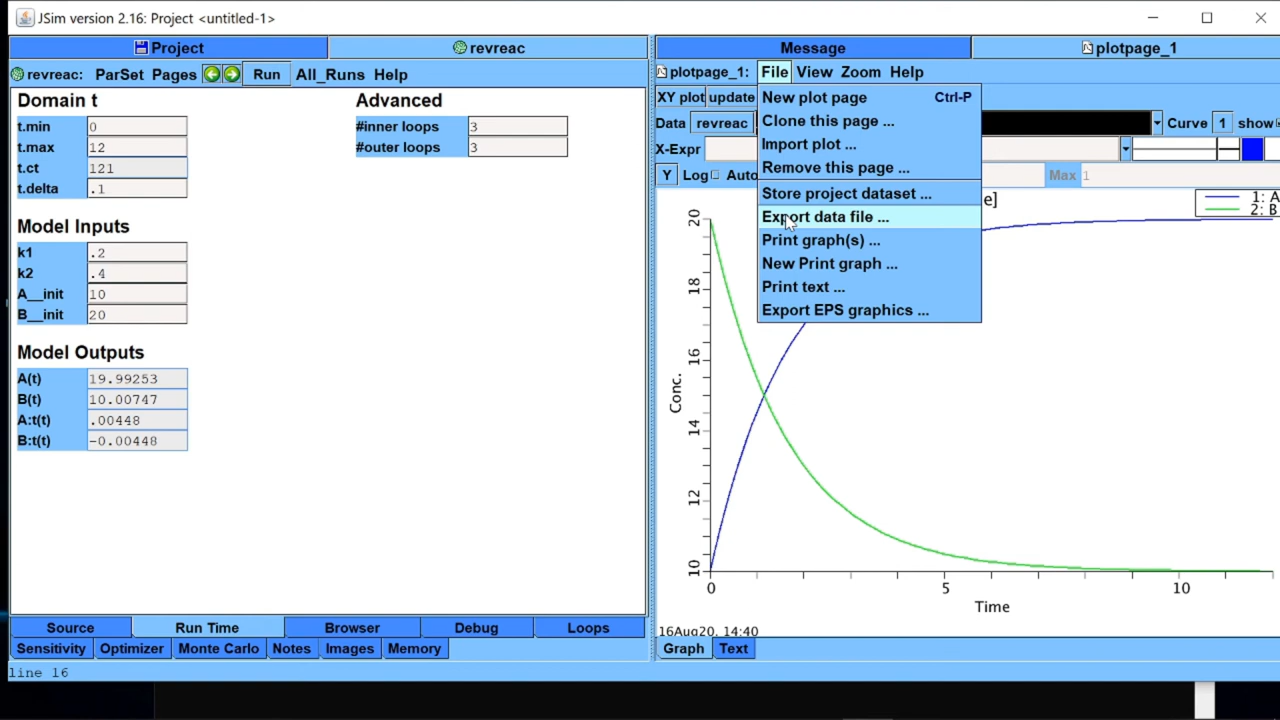 JSim version 2.16: Project <untitled-1>
Project
revreac
revreac: ParSet Pages Run All_Runs Help
Domain t
t.min 0
t.max 12
t.ct 121
t.delta .1
Model Inputs
k1 .2
k2 .4
A__init 10
B__init 20
Model Outputs
A(t) 19.99253
B(t) 10.00747
A:t(t) .00448
B:t(t) -0.00448
Advanced
#inner loops 3
#outer loops 3
Source Run Time Browser Debug Loops
Sensitivity Optimizer Monte Carlo Notes Images Memory
line 16
Message
plotpage_1
plotpage_1: File View Zoom Help
XY plot update
Data revreac Curve 1 show
X-Expr
Y Log Auto Max 1
New plot page Ctrl-P
Clone this page ...
Import plot ...
Remove this page ...
Store project dataset ...
Export data file ...
Print graph(s) ...
New Print graph ...
Print text ...
Export EPS graphics ...
e]
1: A
2: B
20
18
16
14
12
10
Conc.
0 5 10
Time
16Aug20, 14:40
Graph Text